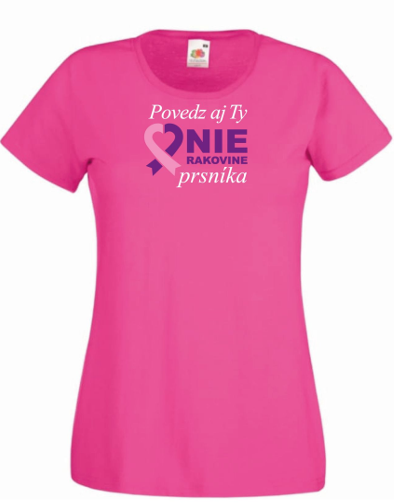 Povedz aj Ty
NIE
RAKOVINE
prsníka